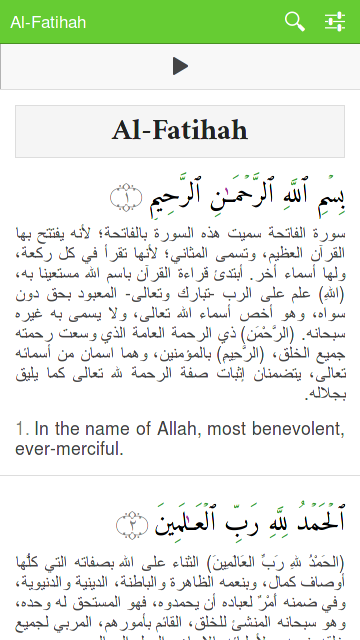 Al-Fatihah
Al-Fatihah
بِسْمِ ٱللَّهِ ٱلرَّحْمَـٰنِ ٱلرَّحِيمِ ﴿١﴾
سورة الفاتحة سميت هذه السورة بالفاتحة؛ لأنه يفتتح بها
القرآن العظيم، وتسمى المثاني؛ لأنها تقرأ في كل ركعة،
ولها أسماء أخر. أبتدئ قراءة القرآن باسم الله مستعينا به،
(اللهِ) علم على الرب -تبارك وتعالى- المعبود بحق دون
سواه، وهو أخص أسماء الله تعالى، ولا يسمى به غيره
سبحانه. (الرَّحْمَنِ) ذي الرحمة العامة الذي وسعت رحمته
جميع الخلق، (الرَّحِيمِ) بالمؤمنين، وهما اسمان من أسمائه
تعالى، يتضمنان إثبات صفة الرحمة لله تعالى كما يليق
بجلاله.
1. In the name of Allah, most benevolent,
ever-merciful.
ٱلْحَمْدُ لِلَّهِ رَبِّ ٱلْعَـٰلَمِينَ ﴿٢﴾
(الحَمْدُ للهِ رَبِّ العَالَمِينَ) الثناء على الله بصفاته التي كلُّها
أوصاف كمال، وبنعمه الظاهرة والباطنة، الدينية والدنيوية،
وفي ضمنه أمْرٌ لعباده أن يحمدوه، فهو المستحق له وحده،
وهو سبحانه المنشئ للخلق، القائم بأمورهم، المربي لجميع